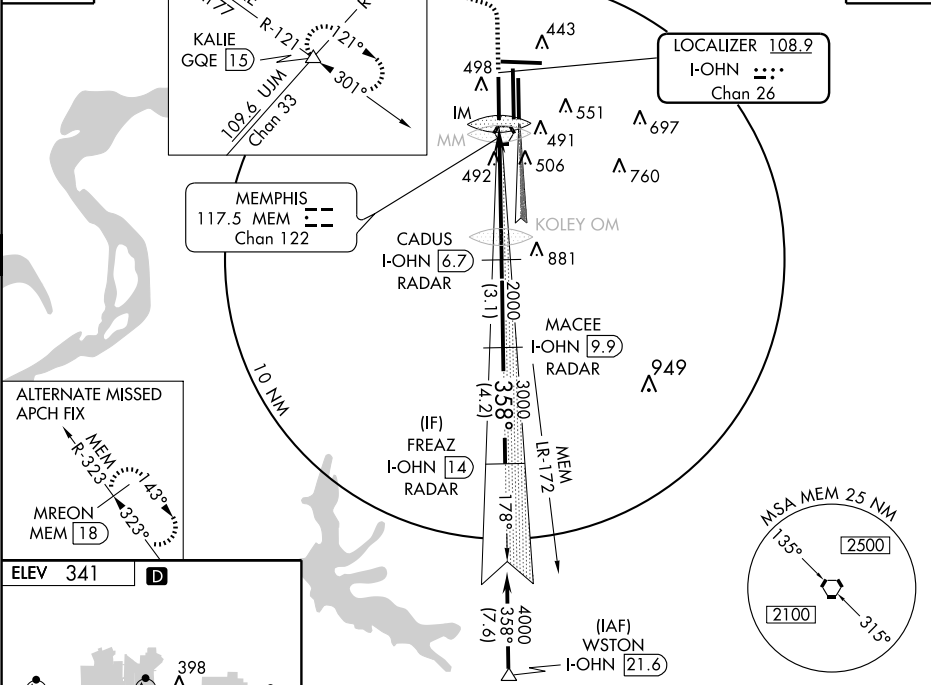 R-121
121°
301°
KALIE
GQE 15
109.6 UJM
Chan 33
443
498
LOCALIZER 108.9
I-OHN
Chan 26
IM
MM
551
697
491
492
506
760
MEMPHIS
117.5 MEM
Chan 122
KOLEY OM
881
CADUS
I-OHN 6.7
RADAR
2000
(3.1)
MACEE
I-OHN 9.9
RADAR
949
10 NM
358°
3000
(4.2)
(IF)
FREAZ
I-OHN 14
RADAR
MEM
LR-172
178°
ALTERNATE MISSED
APCH FIX
MEM
R-323
143°
323°
MREON
MEM 18
MSA MEM 25 NM
135°
2500
2100
315°
ELEV 341 D
4000
358°
(7.6)
(IAF)
WSTON
I-OHN 21.6
398